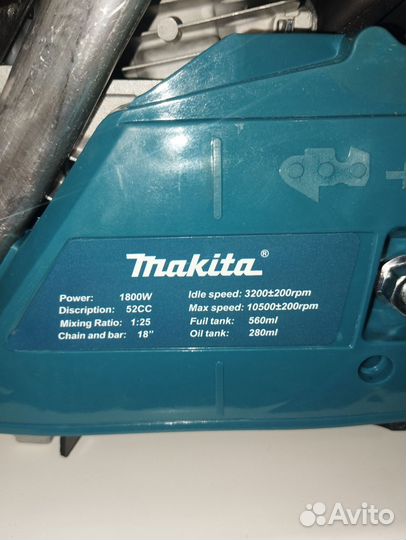 makita®
Power: 1800W
Discription: 52CC
Mixing Ratio: 1:25
Chain and bar: 18"
Idle speed: 3200±200rpm
Max speed: 10500±200rpm
Fuil tank: 560ml
Oil tank: 280ml
Avito